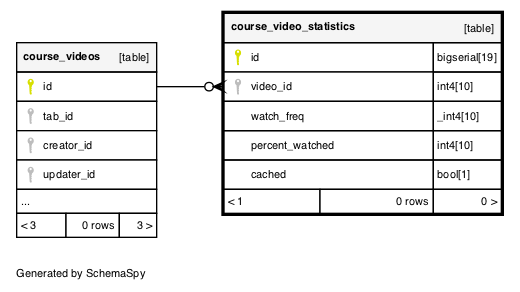 course_videos [table]
id
tab_id
creator_id
updater_id
...
< 3 0 rows 3 >
course_video_statistics [table]
id bigserial[19]
video_id int4[10]
watch_freq _int4[10]
percent_watched int4[10]
cached bool[1]
< 1 0 rows 0 >
Generated by SchemaSpy